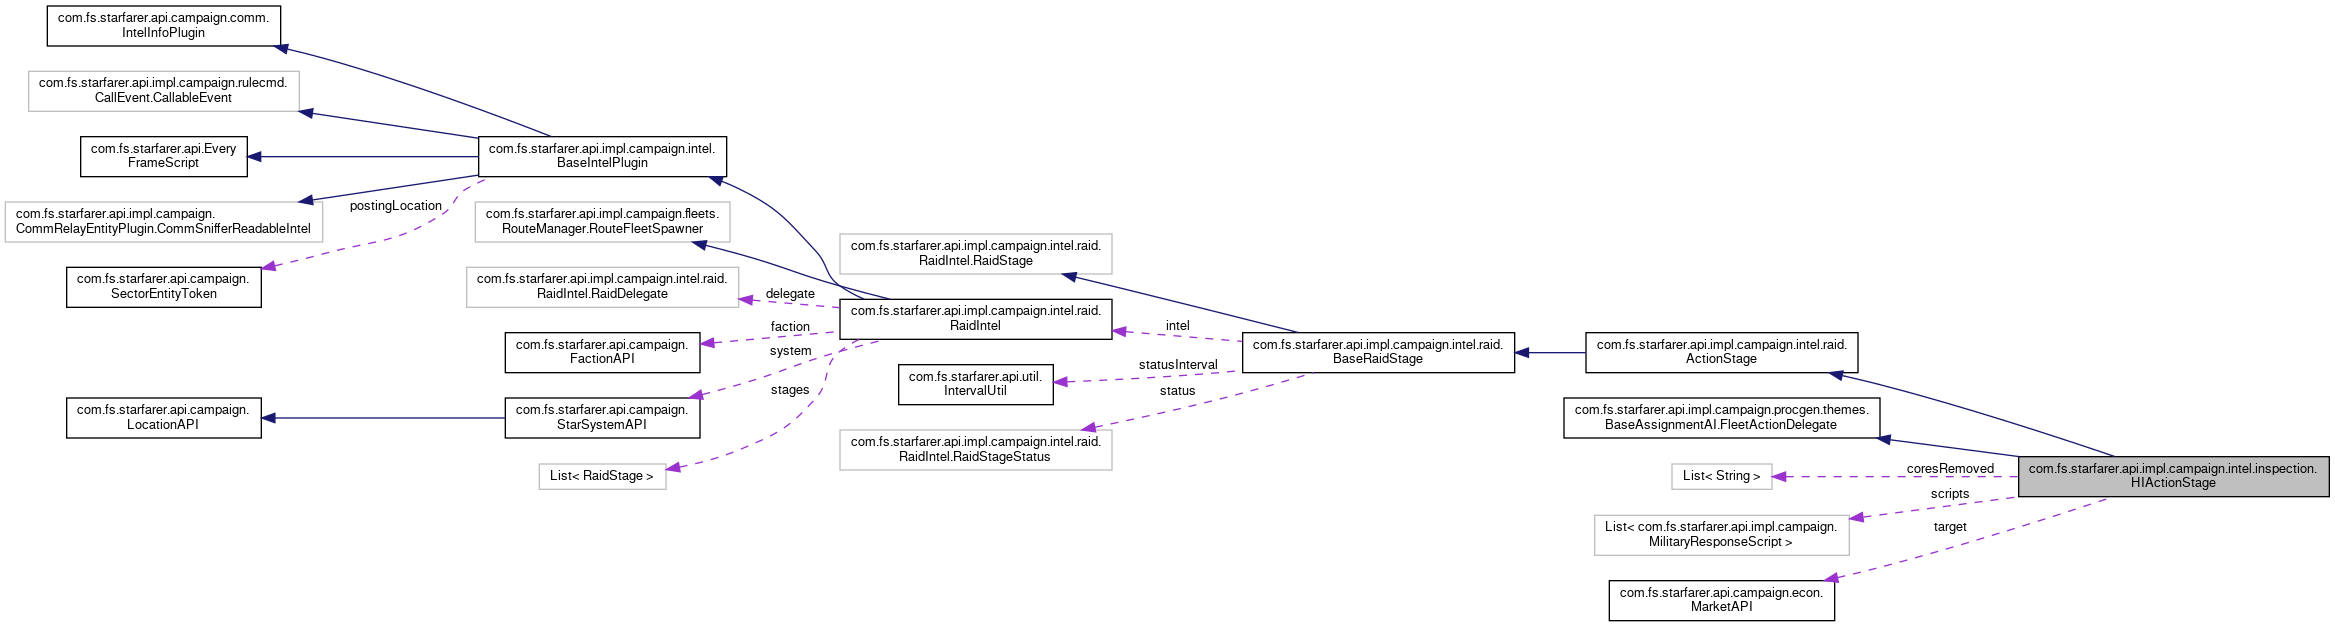 com.fs.starfarer.api.campaign.comm.
IntelInfoPlugin
com.fs.starfarer.api.impl.campaign.rulecmd.
CallEvent.CallableEvent
com.fs.starfarer.api.Every
FrameScript
com.fs.starfarer.api.impl.campaign.
CommRelayEntityPlugin.CommSnifferReadableIntel
com.fs.starfarer.api.campaign.
SectorEntityToken
com.fs.starfarer.api.campaign.
LocationAPI
postingLocation
com.fs.starfarer.api.impl.campaign.intel.
BaseIntelPlugin
com.fs.starfarer.api.impl.campaign.fleets.
RouteManager.RouteFleetSpawner
com.fs.starfarer.api.impl.campaign.intel.raid.
RaidIntel.RaidDelegate
com.fs.starfarer.api.campaign.
FactionAPI
com.fs.starfarer.api.campaign.
StarSystemAPI
List< RaidStage >
delegate
faction
system
stages
com.fs.starfarer.api.impl.campaign.intel.raid.
RaidIntel.RaidStage
com.fs.starfarer.api.impl.campaign.intel.raid.
RaidIntel
com.fs.starfarer.api.util.
IntervalUtil
com.fs.starfarer.api.impl.campaign.intel.raid.
RaidIntel.RaidStageStatus
intel
statusInterval
status
com.fs.starfarer.api.impl.campaign.intel.raid.
BaseRaidStage
com.fs.starfarer.api.impl.campaign.intel.raid.
ActionStage
com.fs.starfarer.api.impl.campaign.procgen.themes.
BaseAssignmentAI.FleetActionDelegate
List< String >
List< com.fs.starfarer.api.impl.campaign.
MilitaryResponseScript >
com.fs.starfarer.api.campaign.econ.
MarketAPI
coresRemoved
scripts
target
com.fs.starfarer.api.impl.campaign.intel.inspection.
HIActionStage